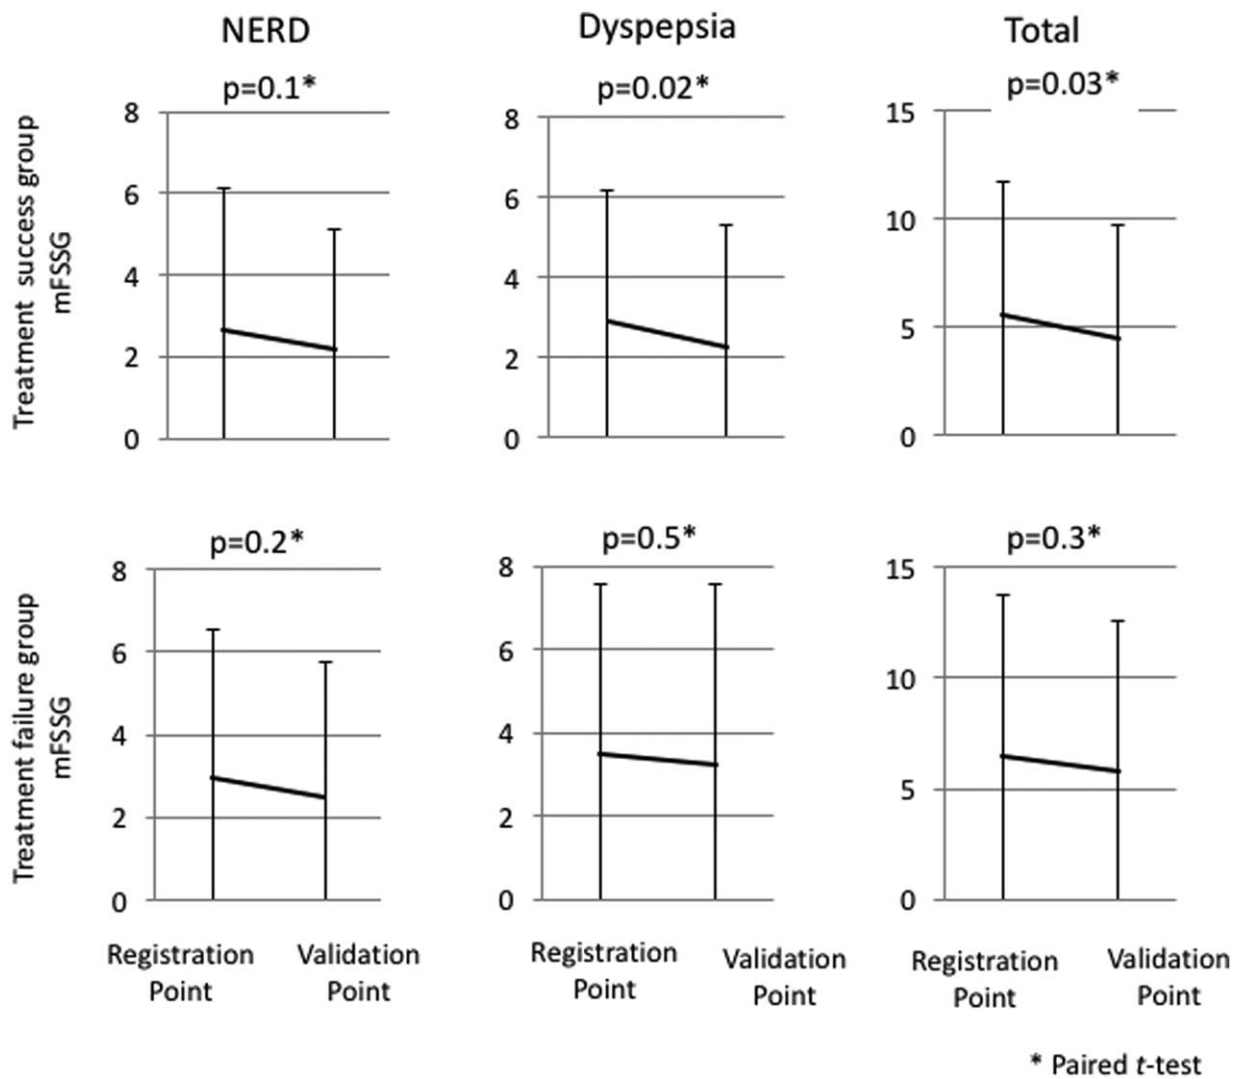 NERD
Dyspepsia
Total
p=0.1*
p=0.02*
p=0.03*
Treatment success group
mFSSG
8
6
4
2
0
8
6
4
2
0
15
10
5
0
p=0.2*
p=0.5*
p=0.3*
Treatment failure group
mFSSG
8
6
4
2
0
8
6
4
2
0
15
10
5
0
Registration
Point
Validation
Point
Registration
Point
Validation
Point
Registration
Point
Validation
Point
* Paired t-test